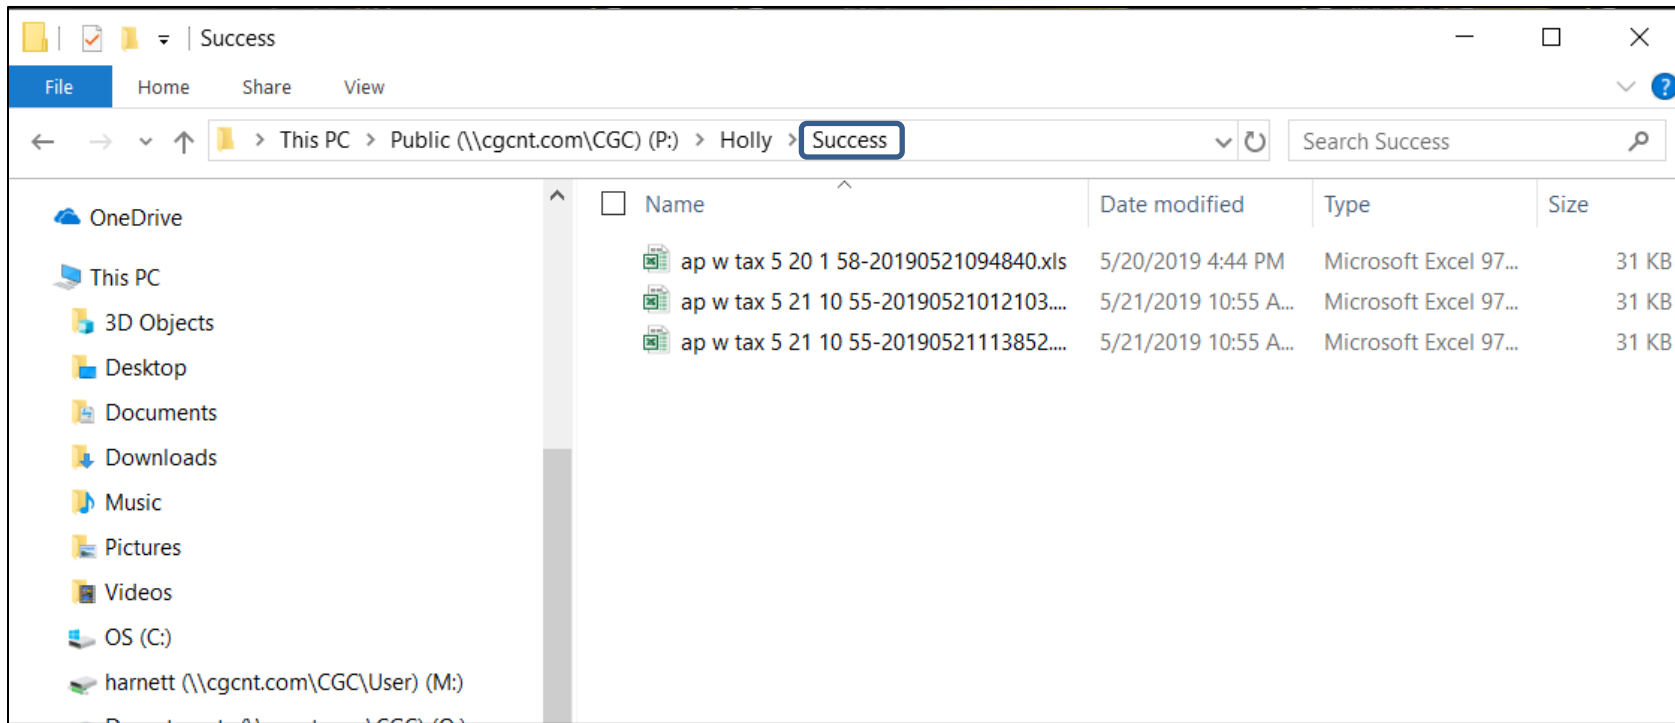 Success
File Home Share View
This PC > Public (\\cgcnt.com\CGC) (P:) > Holly > Success
Search Success
OneDrive
This PC
3D Objects
Desktop
Documents
Downloads
Music
Pictures
Videos
OS (C:)
harnett (\\cgcnt.com\CGC\User) (M:)
Name Date modified Type Size
ap w tax 5 20 1 58-20190521094840.xls 5/20/2019 4:44 PM Microsoft Excel 97... 31 KB
ap w tax 5 21 10 55-20190521012103.... 5/21/2019 10:55 A... Microsoft Excel 97... 31 KB
ap w tax 5 21 10 55-20190521113852.... 5/21/2019 10:55 A... Microsoft Excel 97... 31 KB